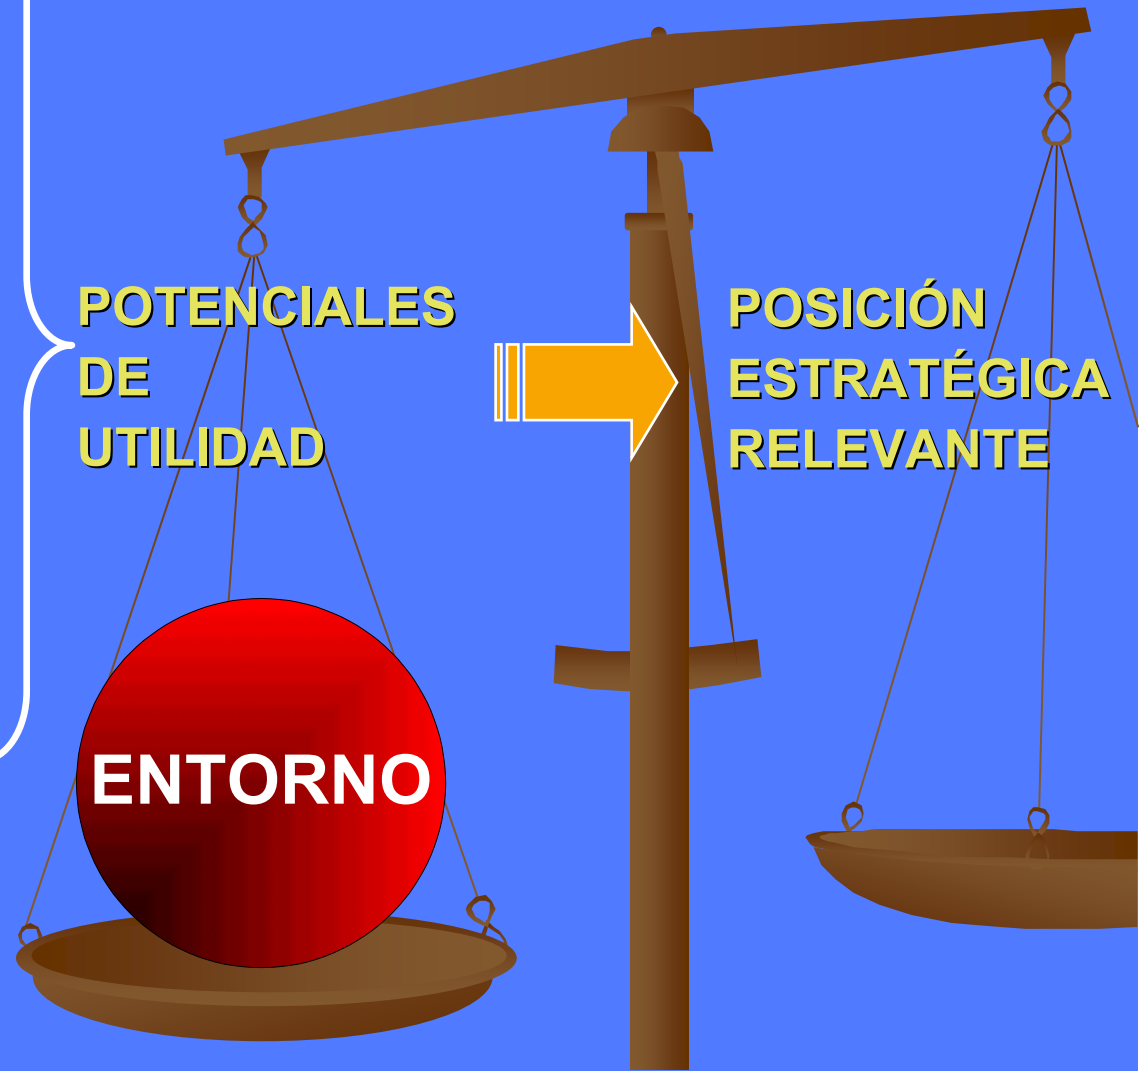 POTENCIALES
DE
UTILIDAD
POSICIÓN
ESTRATÉGICA
RELEVANTE
ENTORNO